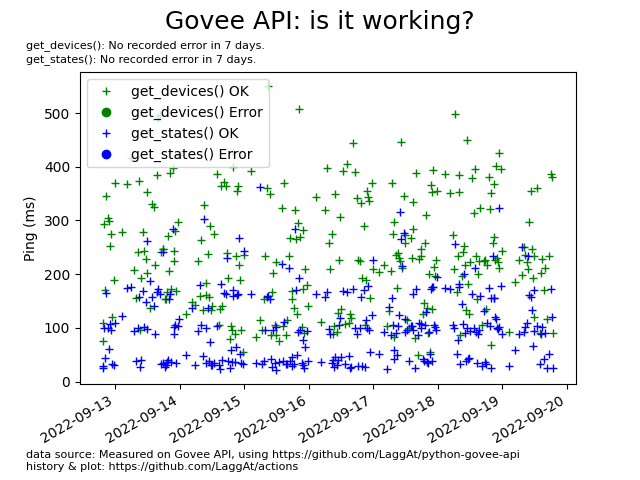 Govee API: is it working?
get_devices(): No recorded error in 7 days.
get_states(): No recorded error in 7 days.
get_devices() OK
get_devices() Error
get_states() OK
get_states() Error
Ping (ms)
500
400
300
200
100
0
2022-09-13
2022-09-14
2022-09-15
2022-09-16
2022-09-17
2022-09-18
2022-09-19
2022-09-20
data source: Measured on Govee API, using https://github.com/LaggAt/python-govee-api
history & plot: https://github.com/LaggAt/actions